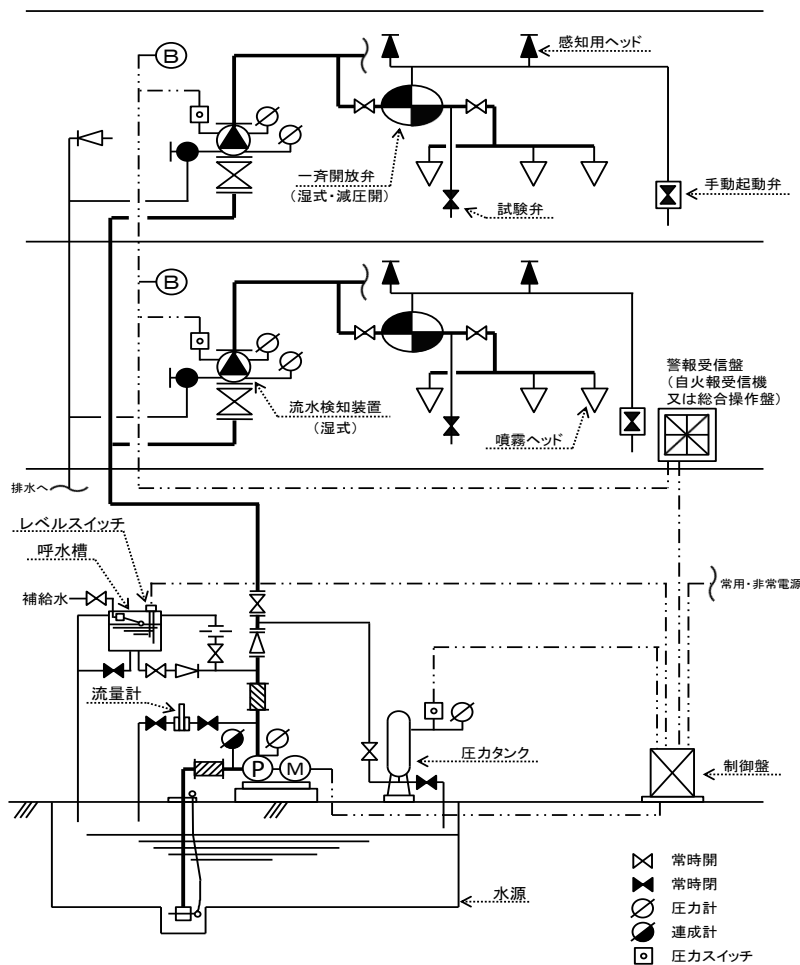 B
感知用ヘッド
一斉開放弁
(湿式・減圧開)
試験弁
手動起動弁
B
流水検知装置
(湿式)
噴霧ヘッド
警報受信盤
(自火報受信機
又は総合操作盤)
排水へ
レベルスイッチ
呼水槽
補給水
常用・非常電源
流量計
P
M
圧力タンク
制御盤
水源
常時開
常時閉
圧力計
連成計
圧力スイッチ